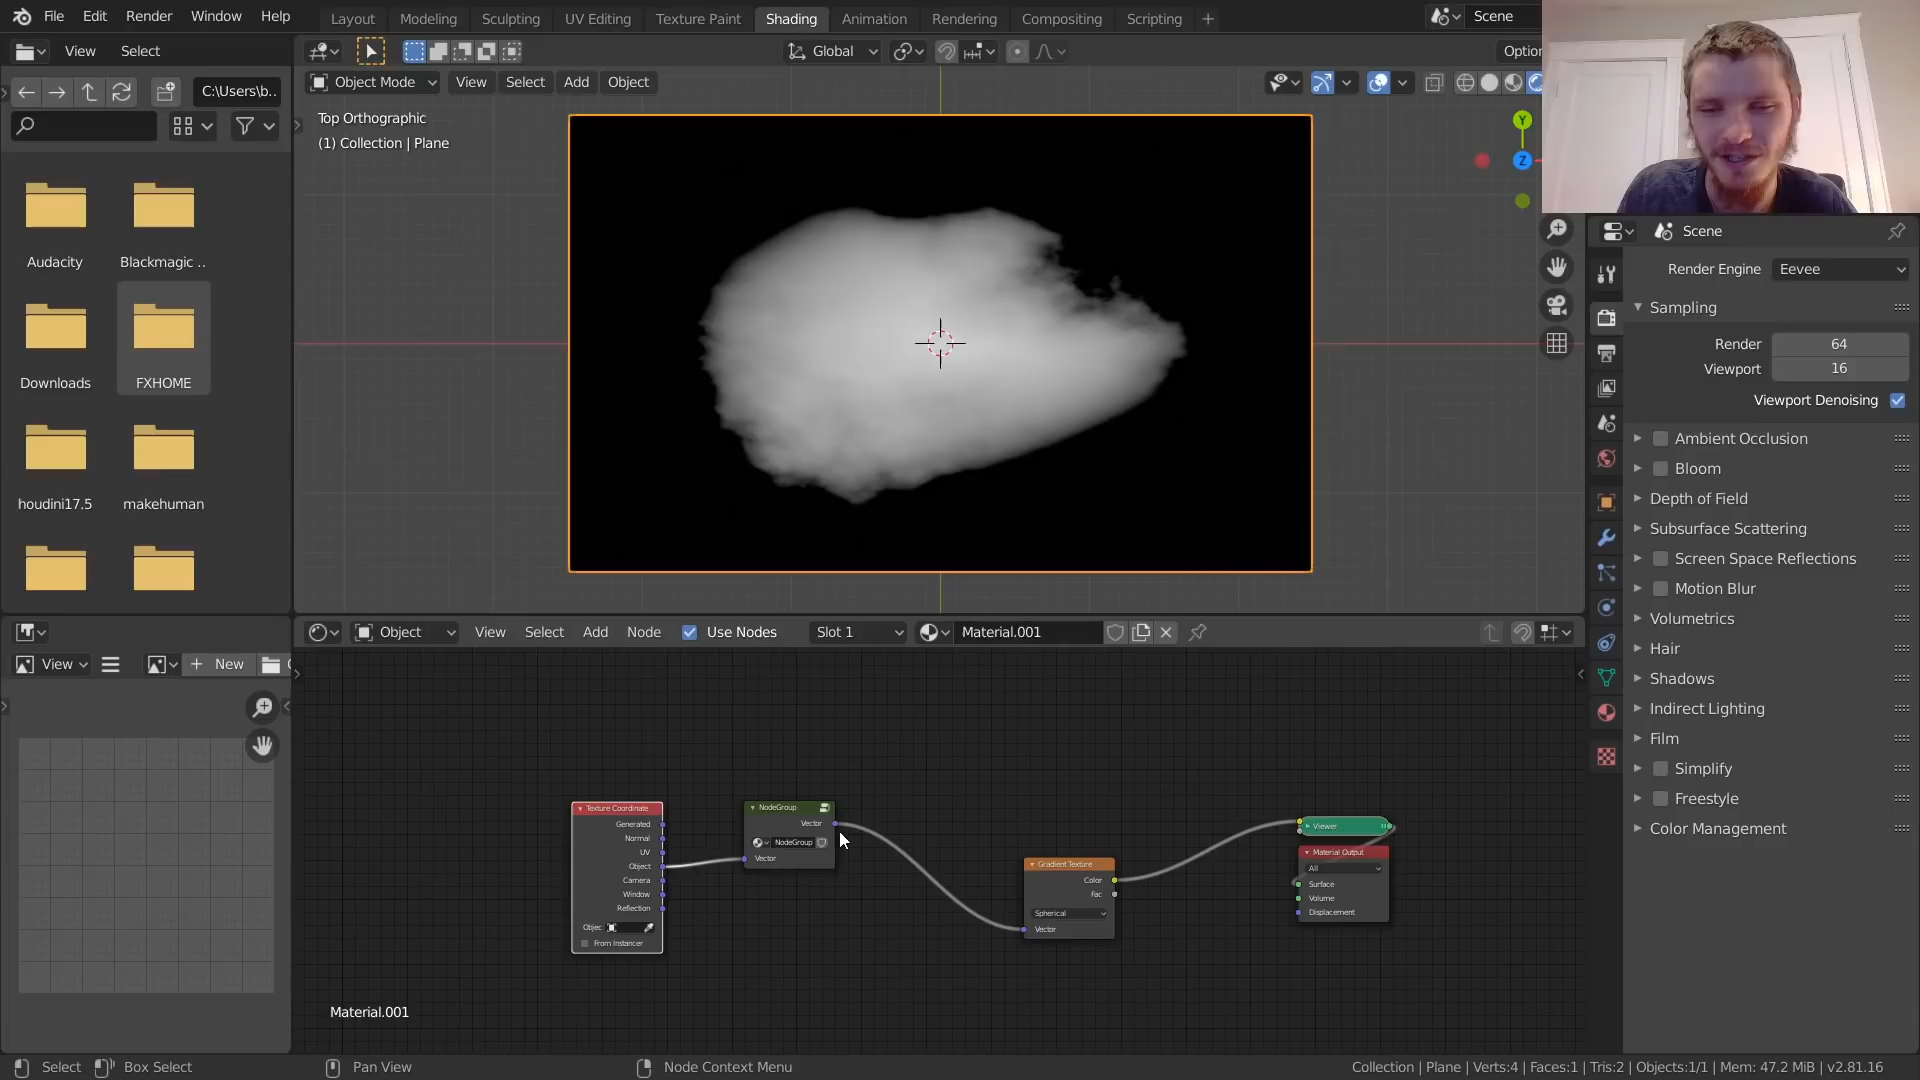 File Edit Render Window Help
Layout Modeling Sculpting UV Editing Texture Paint Shading Animation Rendering Compositing Scripting +
Scene
View Select
Global
Object Mode View Select Add Object
C:\Users\b..
Top Orthographic
(1) Collection | Plane
Y
Z
Audacity Blackmagic ..
Downloads FXHOME
houdini17.5 makehuman
Scene
Render Engine Eevee
Sampling
Render 64
Viewport 16
Viewport Denoising
Ambient Occlusion
Bloom
Depth of Field
Subsurface Scattering
Screen Space Reflections
Motion Blur
Volumetrics
Hair
Shadows
Indirect Lighting
Film
Simplify
Freestyle
Color Management
View + New
Object View Select Add Node Use Nodes Slot 1 Material.001
Texture Coordinate
Generated
Normal
UV
Object
Camera
Window
Reflection
Objec
From Instancer
NodeGroup
Vector
NodeGroup
Vector
Gradient Texture
Color
Fac
Spherical
Vector
Viewer
Material Output
All
Surface
Volume
Displacement
Material.001
Select Box Select Pan View Node Context Menu
Collection | Plane | Verts:4 | Faces:1 | Tris:2 | Objects:1/1 | Mem: 47.2 MiB | v2.81.16